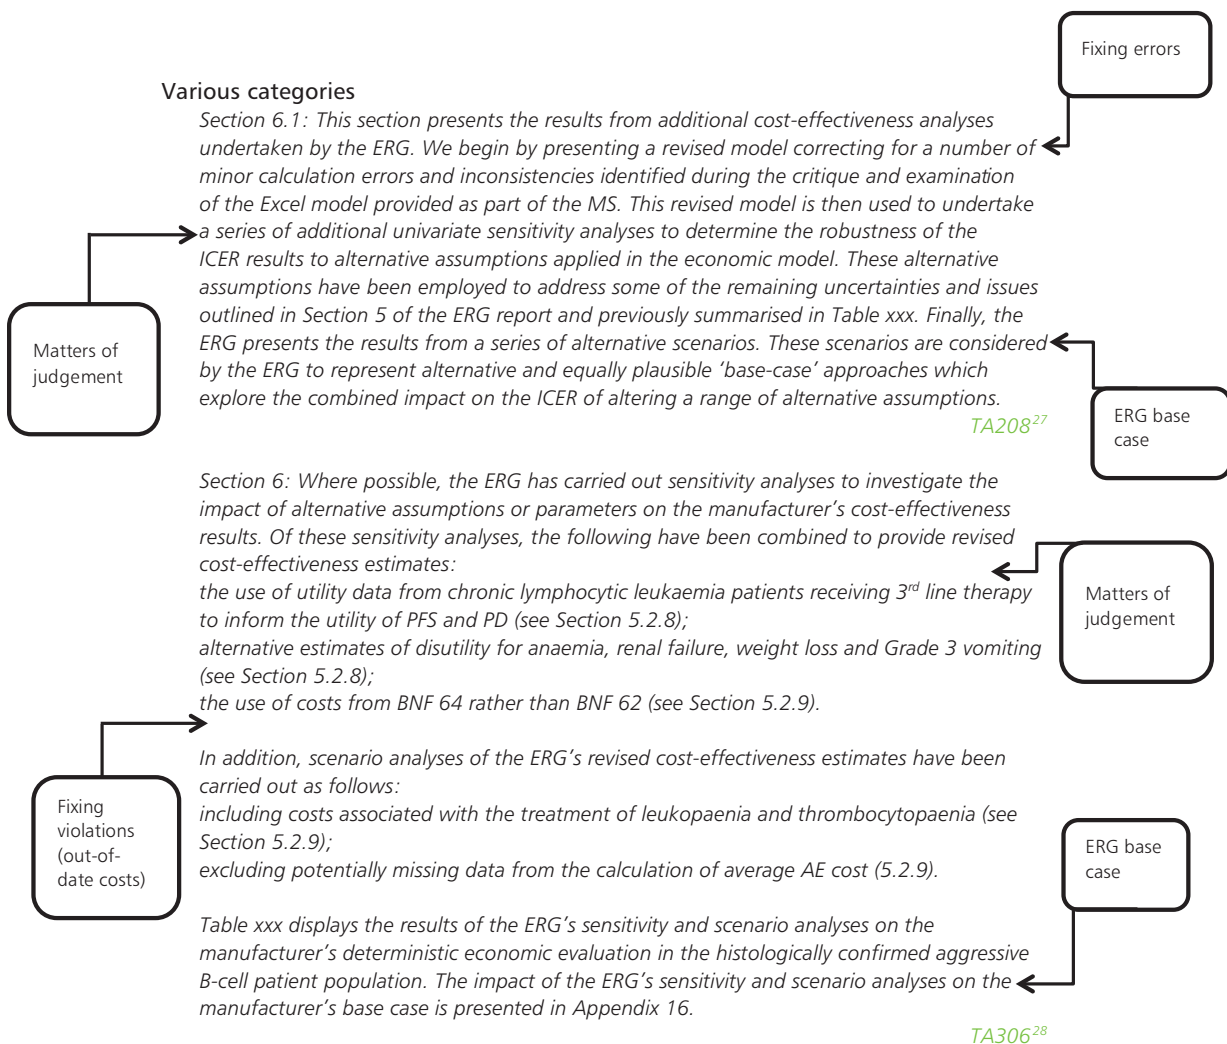 Fixing errors
Various categories
Section 6.1: This section presents the results from additional cost-effectiveness analyses
undertaken by the ERG. We begin by presenting a revised model correcting for a number of
minor calculation errors and inconsistencies identified during the critique and examination
of the Excel model provided as part of the MS. This revised model is then used to undertake
a series of additional univariate sensitivity analyses to determine the robustness of the
ICER results to alternative assumptions applied in the economic model. These alternative
assumptions have been employed to address some of the remaining uncertainties and issues
outlined in Section 5 of the ERG report and previously summarised in Table xxx. Finally, the
ERG presents the results from a series of alternative scenarios. These scenarios are considered
by the ERG to represent alternative and equally plausible ‘base-case’ approaches which
explore the combined impact on the ICER of altering a range of alternative assumptions.
TA208²⁷
Matters of
judgement
ERG base
case
Section 6: Where possible, the ERG has carried out sensitivity analyses to investigate the
impact of alternative assumptions or parameters on the manufacturer’s cost-effectiveness
results. Of these sensitivity analyses, the following have been combined to provide revised
cost-effectiveness estimates:
the use of utility data from chronic lymphocytic leukaemia patients receiving 3rd line therapy
to inform the utility of PFS and PD (see Section 5.2.8);
alternative estimates of disutility for anaemia, renal failure, weight loss and Grade 3 vomiting
(see Section 5.2.8);
the use of costs from BNF 64 rather than BNF 62 (see Section 5.2.9).
Matters of
judgement
In addition, scenario analyses of the ERG’s revised cost-effectiveness estimates have been
carried out as follows:
including costs associated with the treatment of leukopaenia and thrombocytopaenia (see
Section 5.2.9);
excluding potentially missing data from the calculation of average AE cost (5.2.9).
Fixing
violations
(out-of-
date costs)
ERG base
case
Table xxx displays the results of the ERG’s sensitivity and scenario analyses on the
manufacturer’s deterministic economic evaluation in the histologically confirmed aggressive
B-cell patient population. The impact of the ERG’s sensitivity and scenario analyses on the
manufacturer’s base case is presented in Appendix 16.
TA306²⁸